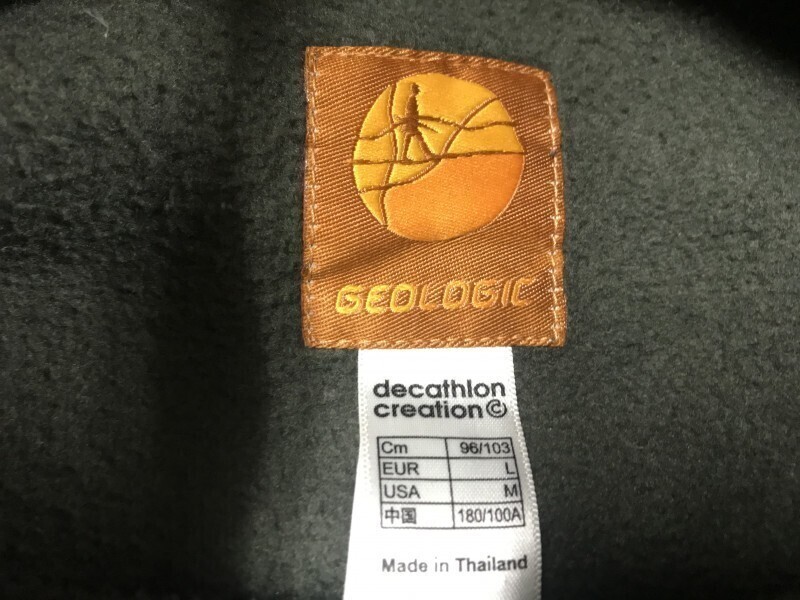 GEOLOGIC
decathlon
creation©
Cm 96/103
EUR L
USA M
中国 180/100A
Made in Thailand